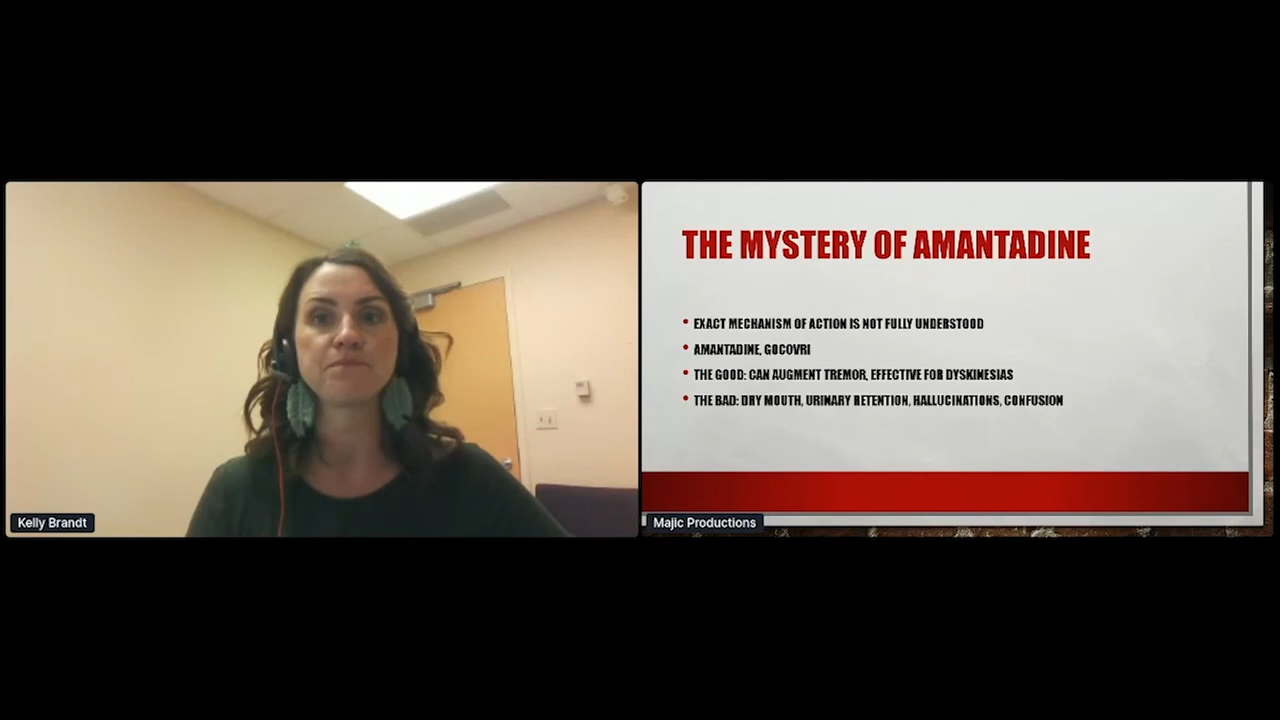 THE MYSTERY OF AMANTADINE
• EXACT MECHANISM OF ACTION IS NOT FULLY UNDERSTOOD
• AMANTADINE, GOCOVRI
• THE GOOD: CAN AUGMENT TREMOR, EFFECTIVE FOR DYSKINESIAS
• THE BAD: DRY MOUTH, URINARY RETENTION, HALLUCINATIONS, CONFUSION
Kelly Brandt
Majic Productions